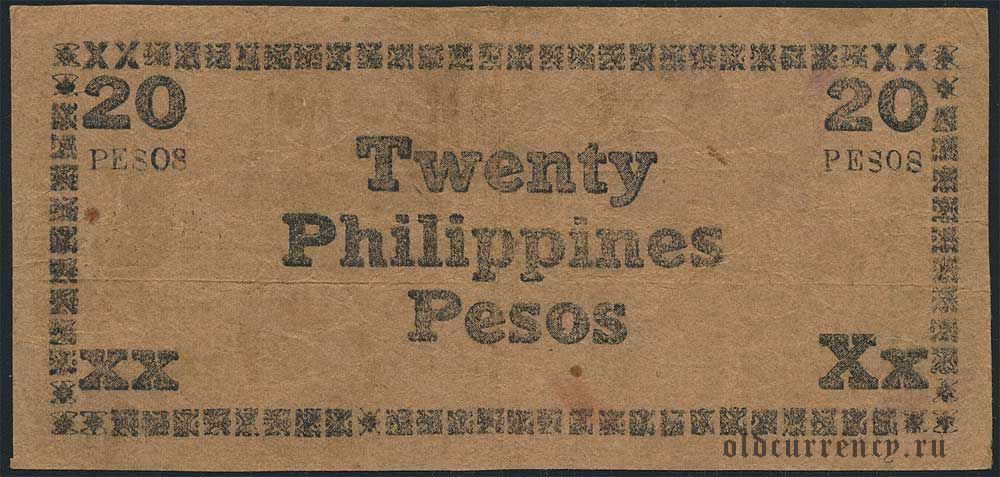 XX XX
20 20
PESOS PESOS
Twenty
Philippines
Pesos
xx Xx
oldcurrency.ru